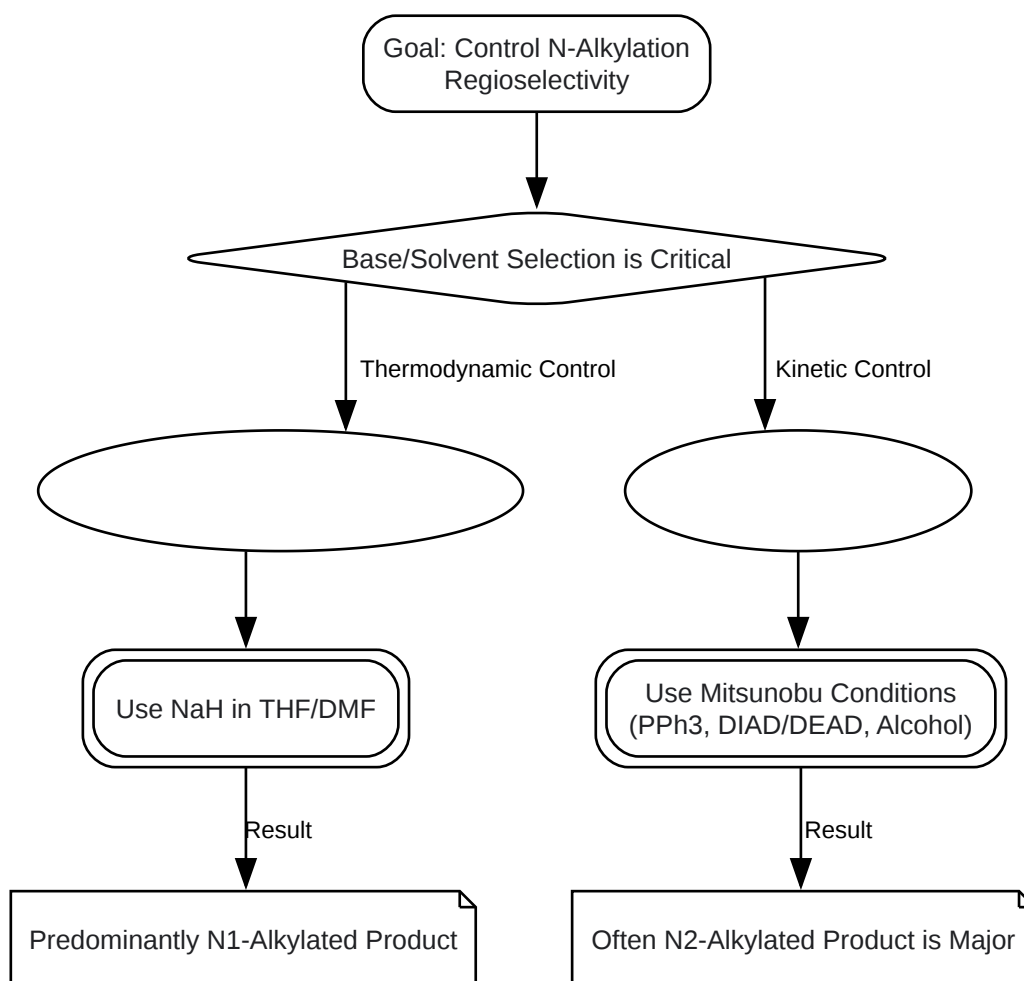 Goal: Control N-Alkylation
Regioselectivity
Base/Solvent Selection is Critical
Thermodynamic Control
Kinetic Control
Use NaH in THF/DMF
Use Mitsunobu Conditions
(PPh3, DIAD/DEAD, Alcohol)
Result
Result
Predominantly N1-Alkylated Product
Often N2-Alkylated Product is Major